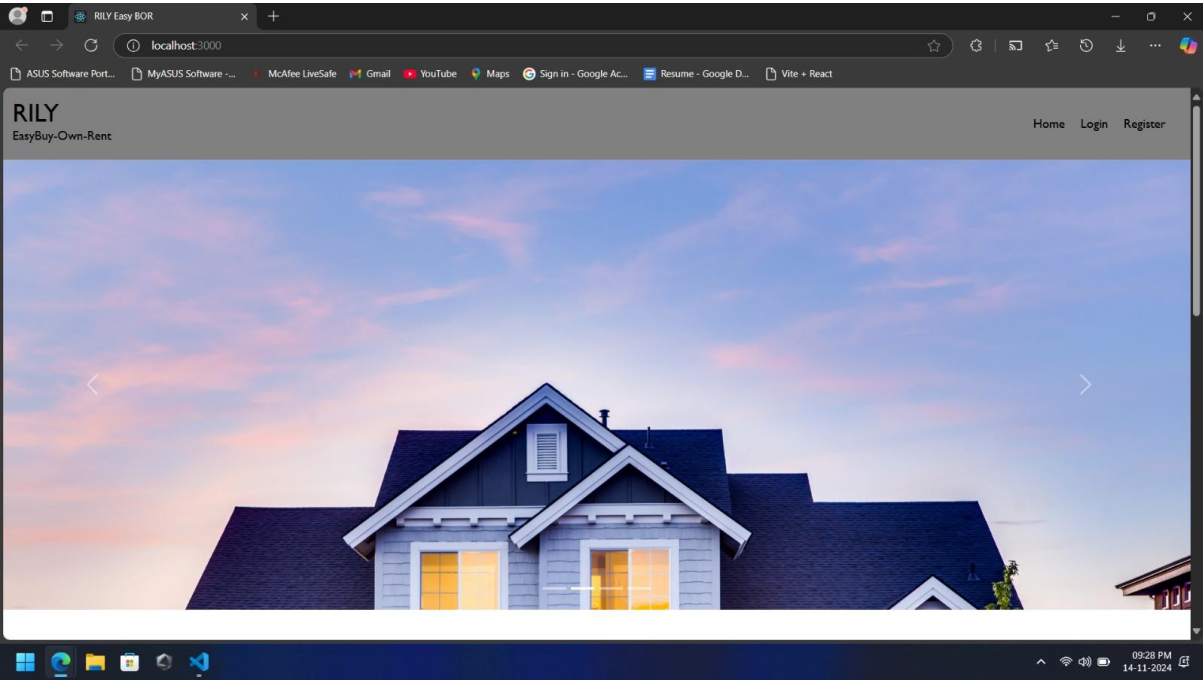 RILY Easy BOR
localhost:3000
ASUS Software Port... MyASUS Software -... McAfee LiveSafe Gmail YouTube Maps Sign in - Google Ac... Resume - Google D... Vite + React
RILY
EasyBuy-Own-Rent
Home Login Register
09:28 PM
14-11-2024